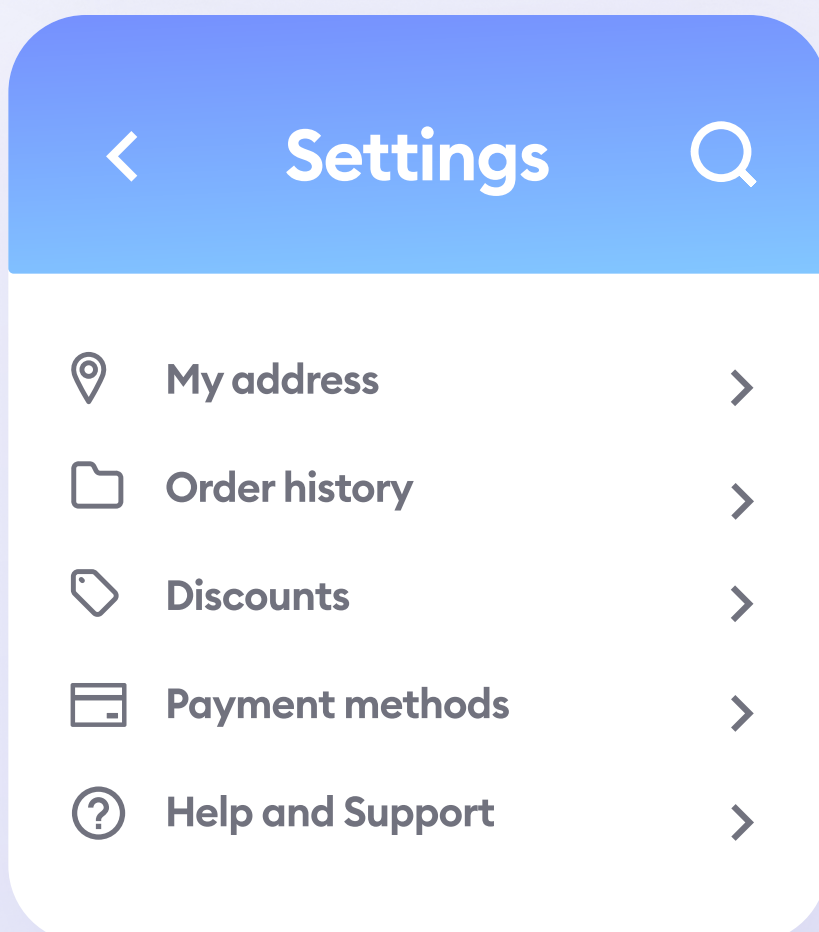 Settings
My address
Order history
Discounts
Payment methods
Help and Support